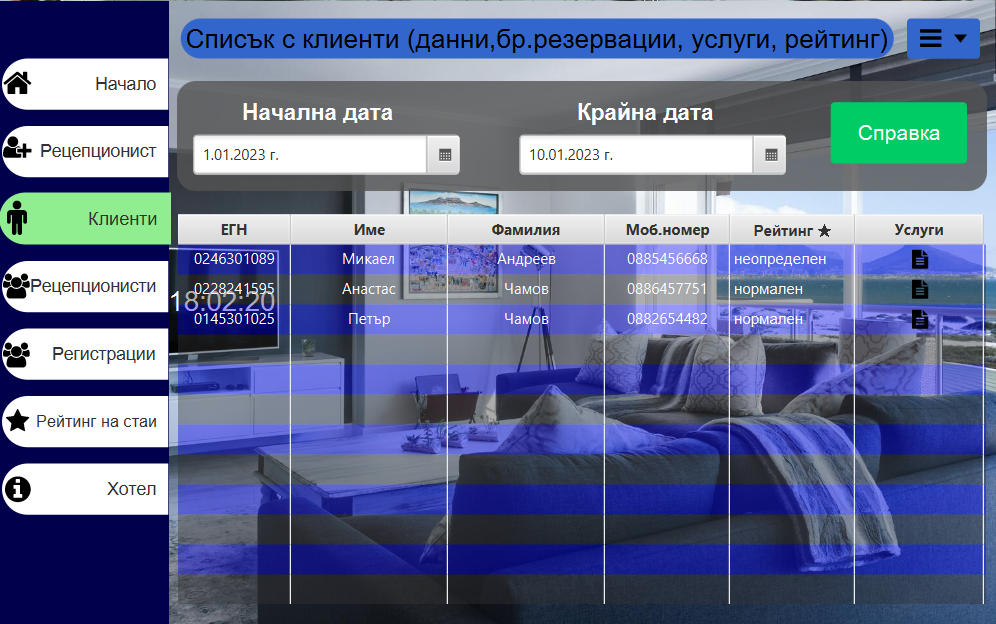 Списък с клиенти (данни,бр.резервации, услуги, рейтинг)
Начало
Рецепционист
Клиенти
Рецепционисти
Регистрации
Рейтинг на стаи
Хотел
Начална дата
1.01.2023 г.
Крайна дата
10.01.2023 г.
Справка
ЕГН Име Фамилия Моб.номер Рейтинг Услуги
0246301089 Микаел Андреев 0885456668 неопределен
0228241595 Анастас Чамов 0886457751 нормален
18:02:20
0145301025 Петър Чамов 0882654482 нормален